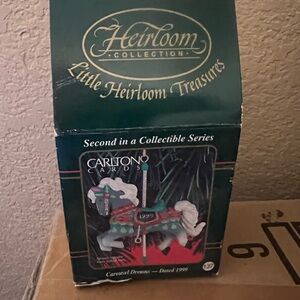 Heirloom
COLLECTION
Little Heirloom Treasures
Second in a Collectible Series
CARLTON
CARDS
1999
Carousel Dreams — Dated 1999